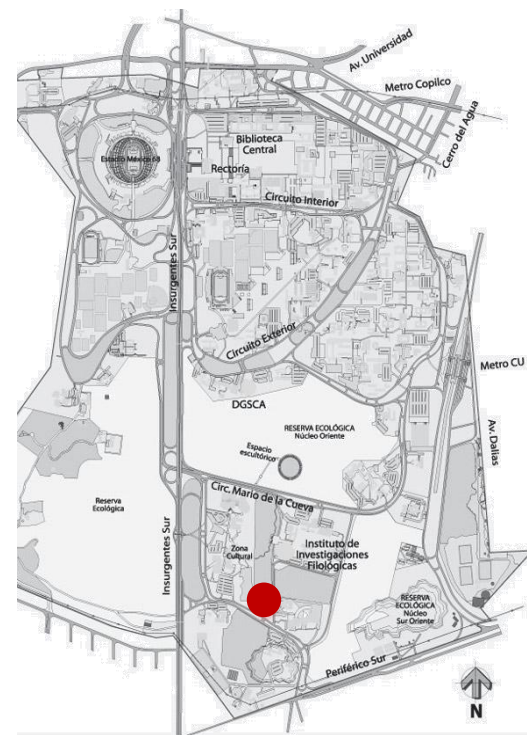 Av. Universidad
Metro Copilco
Cerro del Agua
Biblioteca
Central
Estadio México 68
Rectoría
Circuito Interior
Insurgentes Sur
Circuito Exterior
Metro CU
DGSCA
RESERVA ECOLÓGICA
Núcleo Oriente
Av. Dalias
Espacio
escultórico
Circ. Mario de la Cueva
Reserva
Ecológica
Insurgentes Sur
Zona
Cultural
Instituto de
Investigaciones
Filológicas
RESERVA
ECOLÓGICA
Núcleo
Sur Oriente
Periférico Sur
N